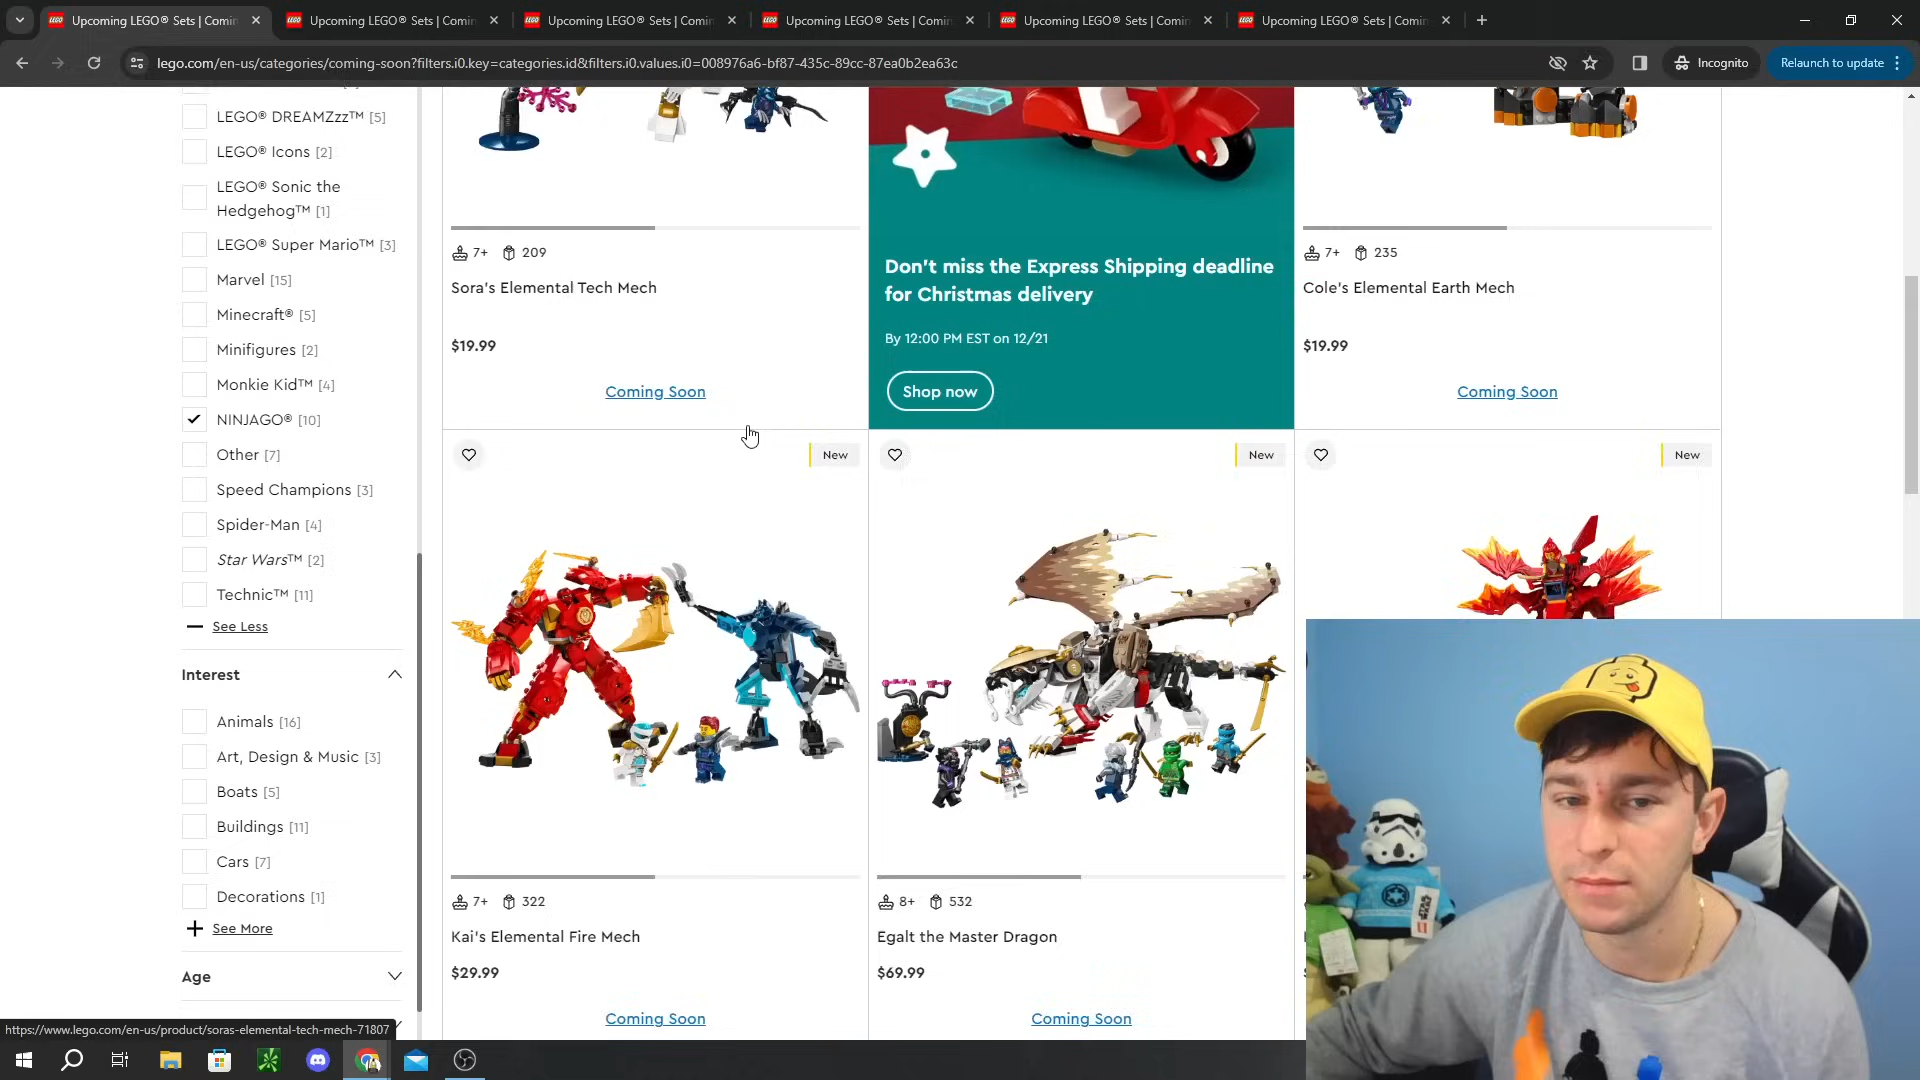 Upcoming LEGO® Sets | Comin
Upcoming LEGO® Sets | Comin
Upcoming LEGO® Sets | Comin
Upcoming LEGO® Sets | Comin
Upcoming LEGO® Sets | Comin
Upcoming LEGO® Sets | Comin
lego.com/en-us/categories/coming-soon?filters.i0.key=categories.id&filters.i0.values.i0=008976a6-bf87-435c-89cc-87ea0b2ea63c
Incognito
Relaunch to update
LEGO® DREAMZzz™ [5]
LEGO® Icons [2]
LEGO® Sonic the
Hedgehog™ [1]
LEGO® Super Mario™ [3]
Marvel [15]
Minecraft® [5]
Minifigures [2]
Monkie Kid™ [4]
NINJAGO® [10]
Other [7]
Speed Champions [3]
Spider-Man [4]
Star Wars™ [2]
Technic™ [11]
See Less
Interest
Animals [16]
Art, Design & Music [3]
Boats [5]
Buildings [11]
Cars [7]
Decorations [1]
See More
Age
7+ 209
Sora's Elemental Tech Mech
$19.99
Coming Soon
Don't miss the Express Shipping deadline
for Christmas delivery
By 12:00 PM EST on 12/21
Shop now
7+ 235
Cole's Elemental Earth Mech
$19.99
Coming Soon
New
7+ 322
Kai's Elemental Fire Mech
$29.99
Coming Soon
New
8+ 532
Egalt the Master Dragon
$69.99
Coming Soon
New
STAR WARS
https://www.lego.com/en-us/product/soras-elemental-tech-mech-71807